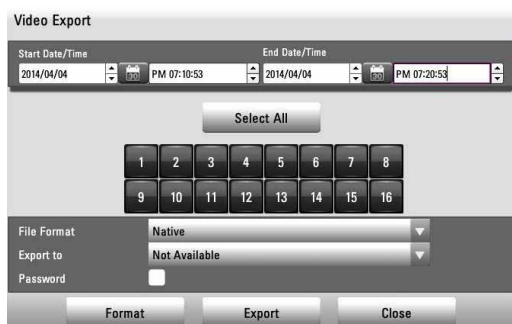 Video Export
Start Date/Time End Date/Time
2014/04/04 30 PM 07:10:53 2014/04/04 30 PM 07:20:53
Select All
1 2 3 4 5 6 7 8
9 10 11 12 13 14 15 16
File Format Native
Export to Not Available
Password
Format Export Close